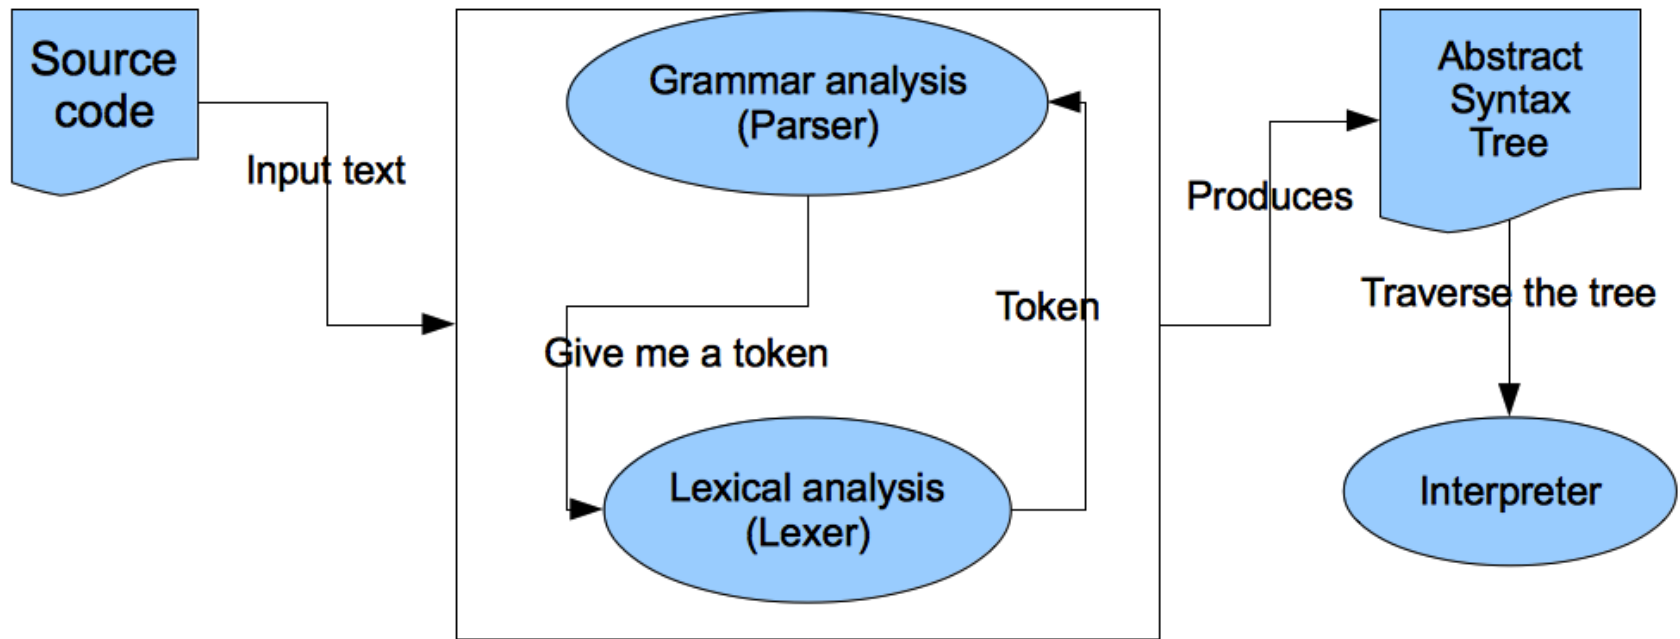 Source
code
Input text
Grammar analysis
(Parser)
Give me a token
Token
Lexical analysis
(Lexer)
Produces
Abstract
Syntax
Tree
Traverse the tree
Interpreter